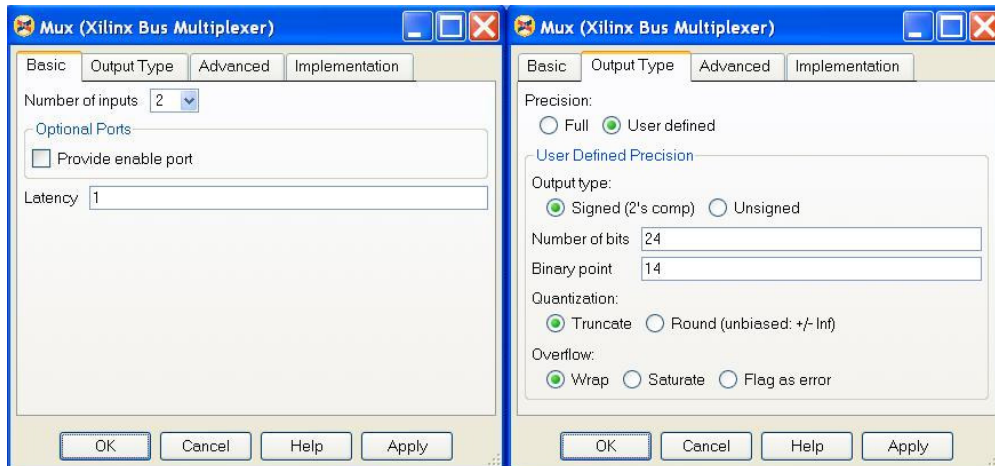 Mux (Xilinx Bus Multiplexer)
Basic Output Type Advanced Implementation
Number of inputs 2
Optional Ports
Provide enable port
Latency 1
OK Cancel Help Apply
Mux (Xilinx Bus Multiplexer)
Basic Output Type Advanced Implementation
Precision:
Full User defined
User Defined Precision
Output type:
Signed (2's comp) Unsigned
Number of bits 24
Binary point 14
Quantization:
Truncate Round (unbiased: +/- Inf)
Overflow:
Wrap Saturate Flag as error
OK Cancel Help Apply